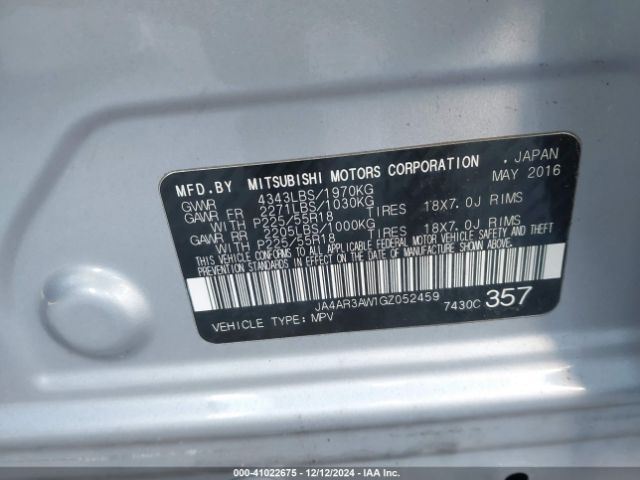 MFD.BY MITSUBISHI MOTORS CORPORATION . JAPAN
MAY 2016
GVWR 4343LBS/1970KG
GAWR FR 2271LBS/1030KG
WITH P225/55R18 TIRES 18X7.0J RIMS
GAWR RR 2205LBS/1000KG
WITH P225/55R18 TIRES 18X7.0J RIMS
THIS VEHICLE CONFORMS TO ALL APPLICABLE FEDERAL MOTOR VEHICLE SAFETY AND THEFT
PREVENTION STANDARDS IN EFFECT ON THE DATE OF MANUFACTURE SHOWN ABOVE.
JA4AR3AW1GZ052459
VEHICLE TYPE: MPV 7430C 357
000-41022675 - 12/12/2024 - IAA Inc.